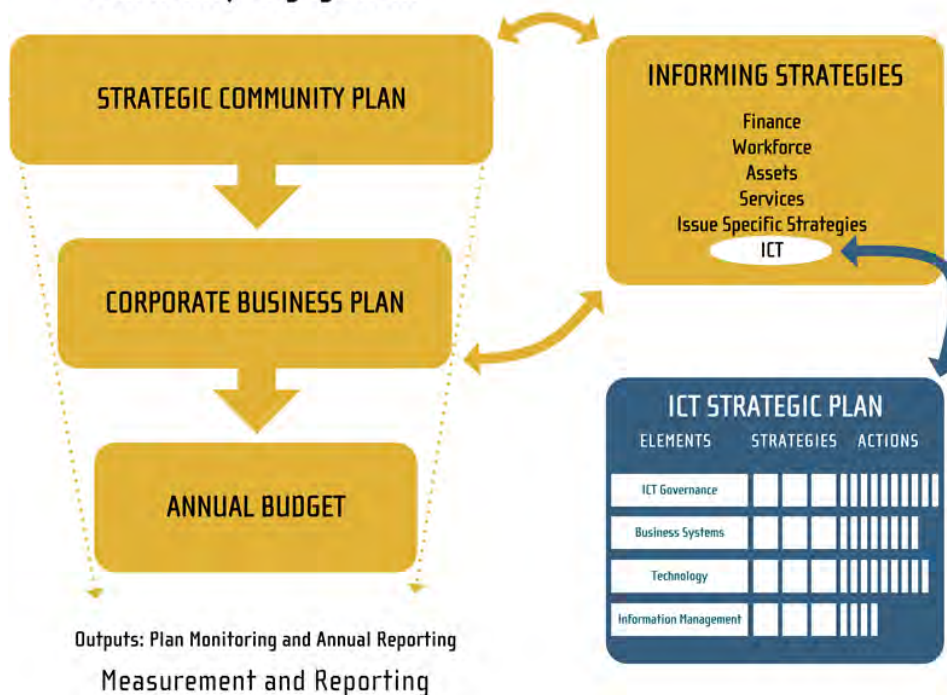 STRATEGIC COMMUNITY PLAN
CORPORATE BUSINESS PLAN
ANNUAL BUDGET
Outputs: Plan Monitoring and Annual Reporting
Measurement and Reporting
INFORMING STRATEGIES
Finance
Workforce
Assets
Services
Issue Specific Strategies
ICT
ICT STRATEGIC PLAN
ELEMENTS STRATEGIES ACTIONS
ICT Governance
Business Systems
Technology
Information Management